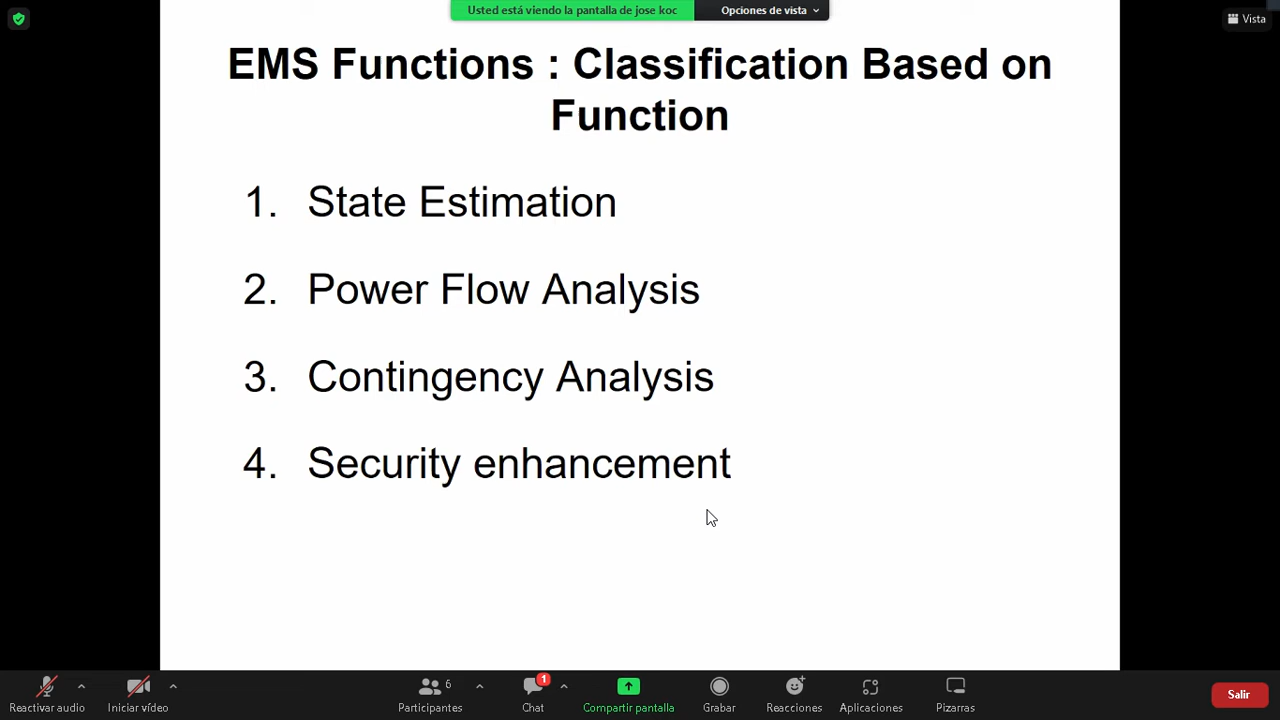 Usted está viendo la pantalla de jose koc
Opciones de vista
Vista
EMS Functions : Classification Based on
Function
1. State Estimation
2. Power Flow Analysis
3. Contingency Analysis
4. Security enhancement
Reactivar audio
Iniciar vídeo
6
Participantes
1
Chat
Compartir pantalla
Grabar
Reacciones
Aplicaciones
Pizarras
Salir